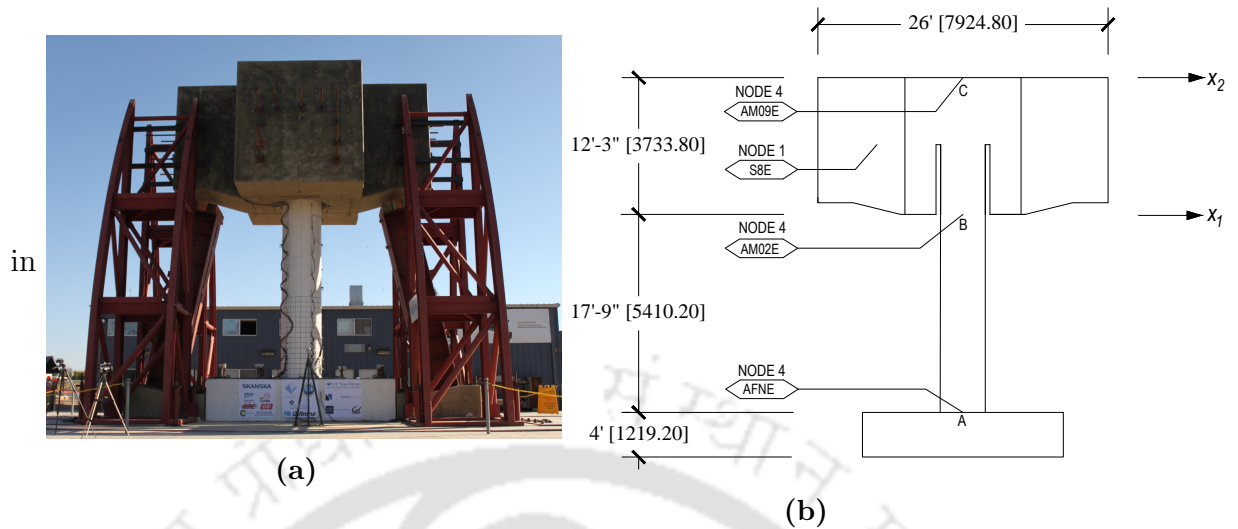 in
SKANSKA
(a)
26' [7924.80]
NODE 4
AM09E
C
x2
12'-3" [3733.80]
NODE 1
S8E
B
x1
NODE 4
AM02E
17'-9" [5410.20]
NODE 4
AFNE
A
4' [1219.20]
(b)